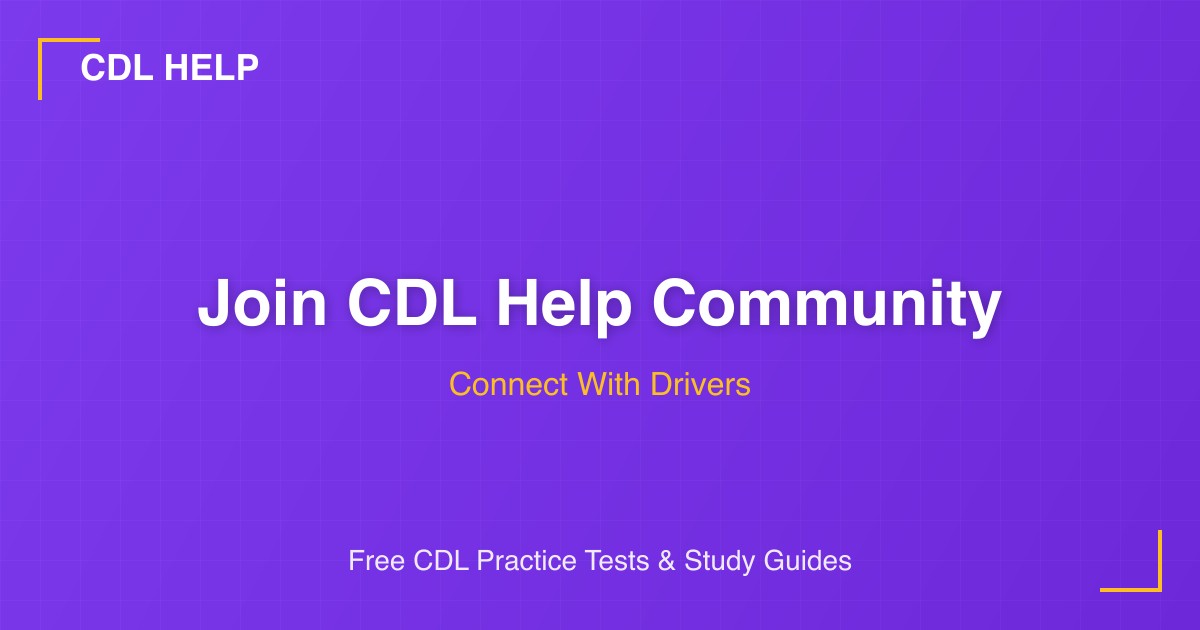 CDL HELP
Join CDL Help Community
Connect With Drivers
Free CDL Practice Tests & Study Guides